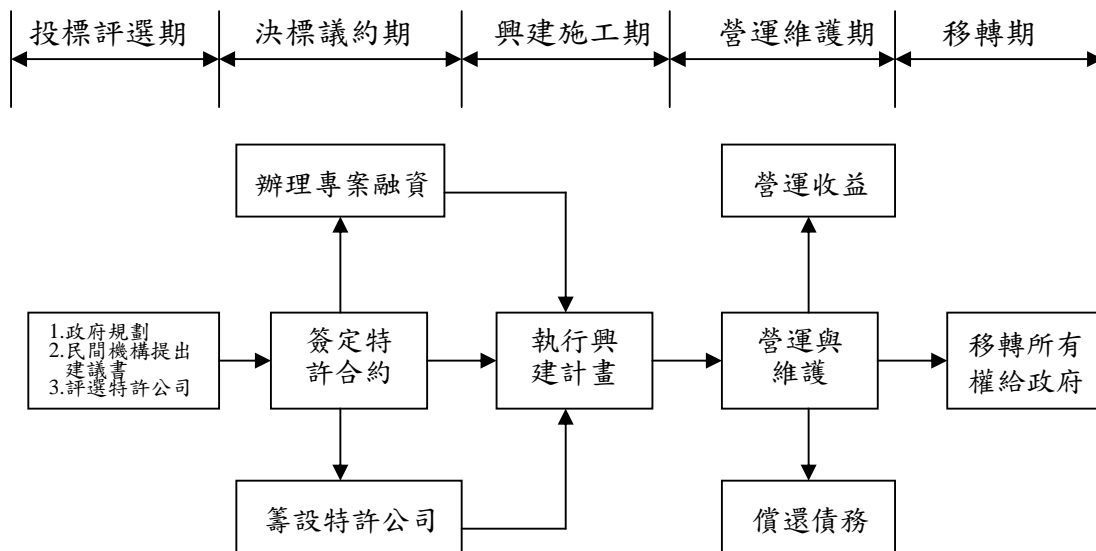 投標評選期
決標議約期
興建施工期
營運維護期
移轉期
辦理專案融資
營運收益
1.政府規劃
2.民間機構提出
建議書
3.評選特許公司
簽定特
許合約
執行興
建計畫
營運與
維護
移轉所有
權給政府
籌設特許公司
償還債務